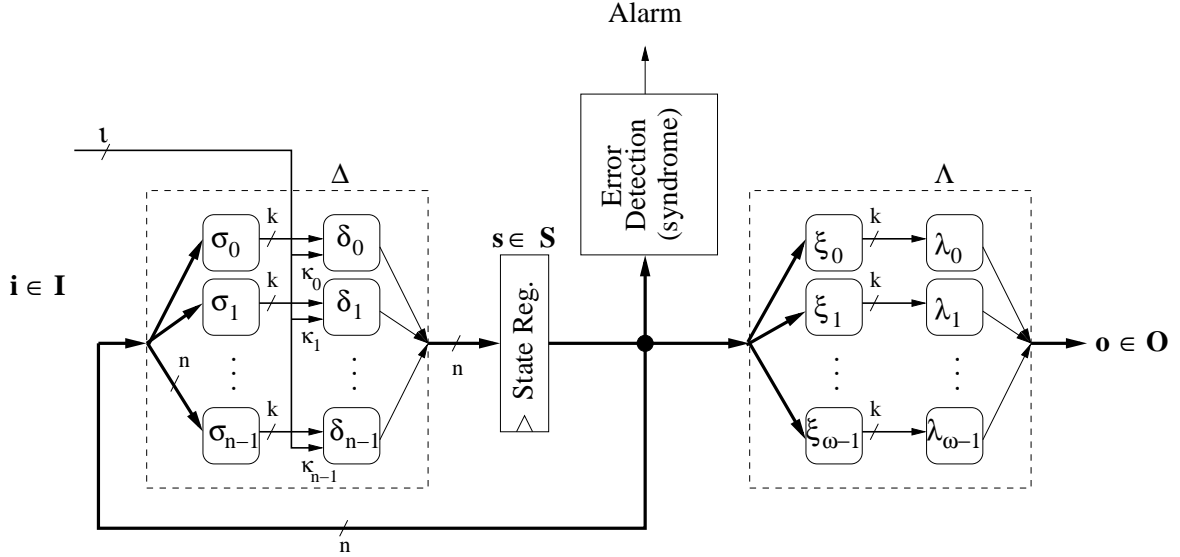 Alarm
Error
Detection
(syndrome)
ι
Δ
Λ
i ∈ I
σ0
k
δ0
κ0
σ1
k
δ1
κ1
n
⋮
⋮
σn−1
k
δn−1
κn−1
n
s ∈ S
State Reg.
n
ξ0
k
λ0
ξ1
k
λ1
⋮
⋮
ξω−1
k
λω−1
o ∈ O